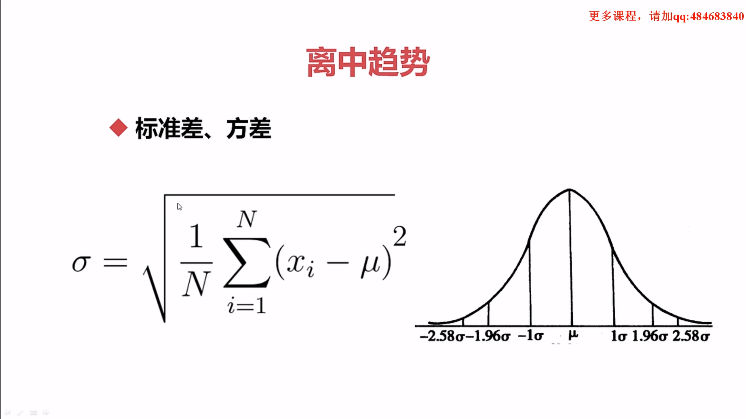 更多课程，请加qq:484683840
离中趋势
标准差、方差
σ = √(1/N ∑_{i=1}^{N} (x_i − μ)^2)
−2.58σ −1.96σ −1σ μ 1σ 1.96σ 2.58σ